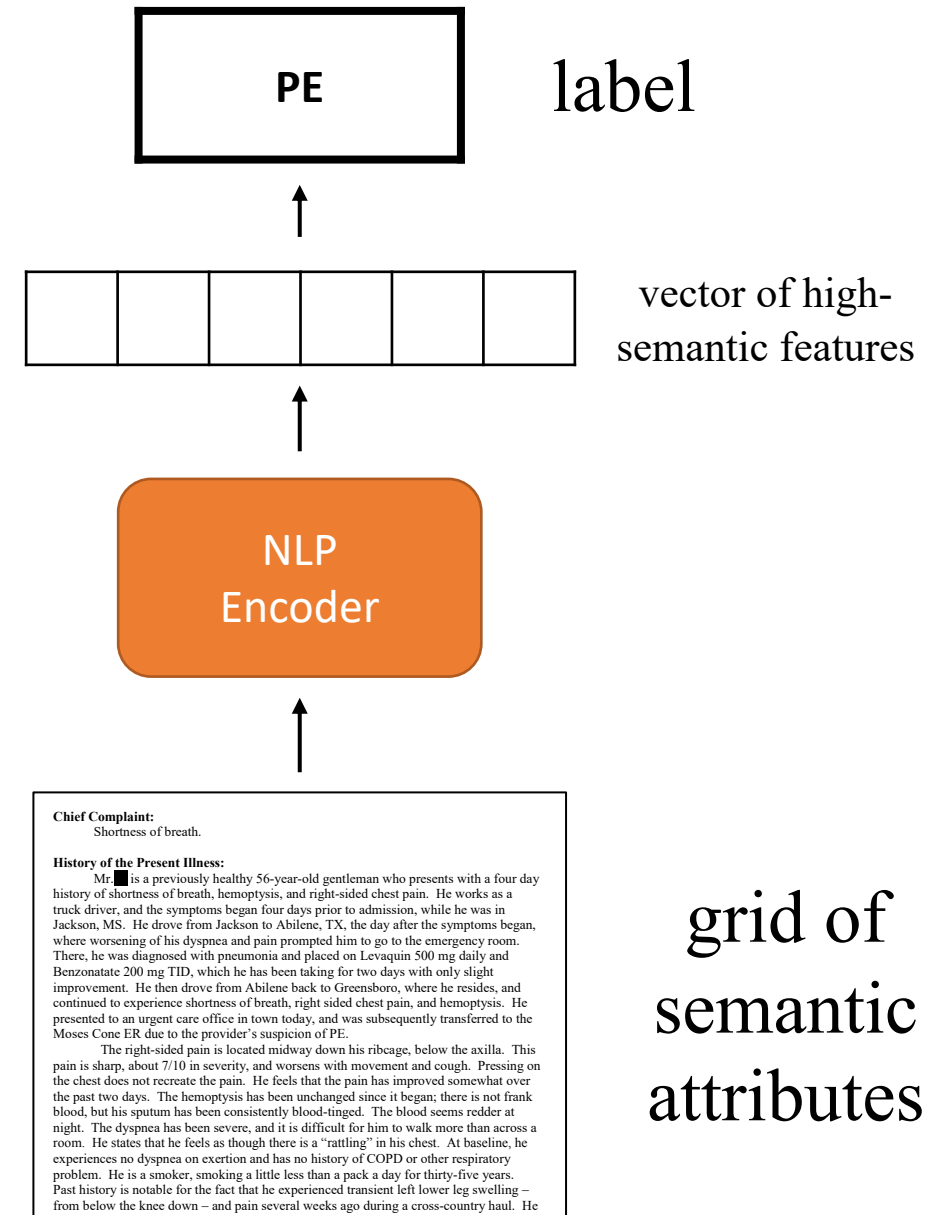 PE
label
vector of high-
semantic features
NLP
Encoder
Chief Complaint:
Shortness of breath.
History of the Present Illness:
Mr. is a previously healthy 56-year-old gentleman who presents with a four day
history of shortness of breath, hemoptysis, and right-sided chest pain. He works as a
truck driver, and the symptoms began four days prior to admission, while he was in
Jackson, MS. He drove from Jackson to Abilene, TX, the day after the symptoms began,
where worsening of his dyspnea and pain prompted him to go to the emergency room.
There, he was diagnosed with pneumonia and placed on Levaquin 500 mg daily and
Benzonatate 200 mg TID, which he has been taking for two days with only slight
improvement. He then drove from Abilene back to Greensboro, where he resides, and
continued to experience shortness of breath, right sided chest pain, and hemoptysis. He
presented to an urgent care office in town today, and was subsequently transferred to the
Moses Cone ER due to the provider's suspicion of PE.
The right-sided pain is located midway down his ribcage, below the axilla. This
pain is sharp, about 7/10 in severity, and worsens with movement and cough. Pressing on
the chest does not recreate the pain. He feels that the pain has improved somewhat over
the past two days. The hemoptysis has been unchanged since it began; there is not frank
blood, but his sputum has been consistently blood-tinged. The blood seems redder at
night. The dyspnea has been severe, and it is difficult for him to walk more than across a
room. He states that he feels as though there is a “rattling” in his chest. At baseline, he
experiences no dyspnea on exertion and has no history of COPD or other respiratory
problem. He is a smoker, smoking a little less than a pack a day for thirty-five years.
Past history is notable for the fact that he experienced transient left lower leg swelling –
from below the knee down – and pain several weeks ago during a cross-country haul. He
grid of
semantic
attributes